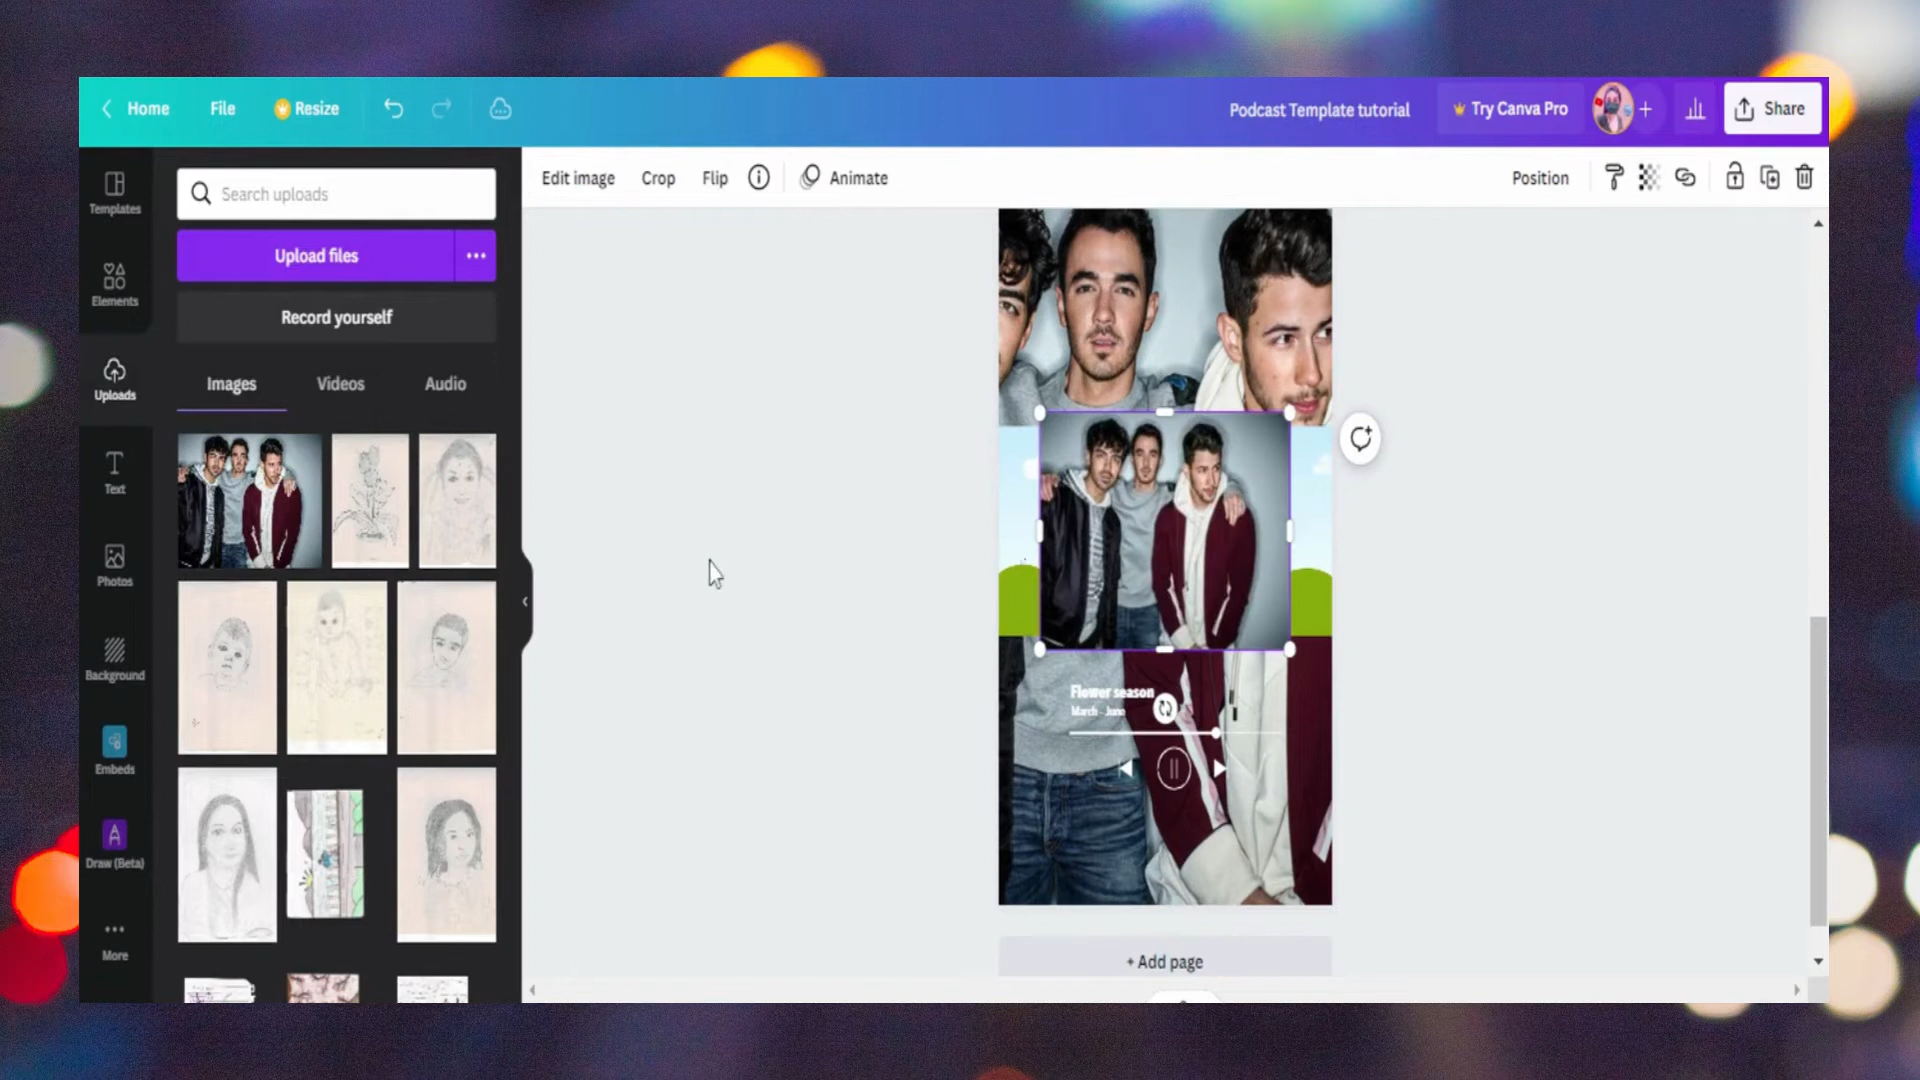 Home
File
Resize
Podcast Template tutorial
Try Canva Pro
Share
Templates
Elements
Uploads
Text
Photos
Background
Embeds
Draw (Beta)
More
Search uploads
Upload files
Record yourself
Images
Videos
Audio
Edit image
Crop
Flip
Animate
Position
Flower season
March - June
+ Add page